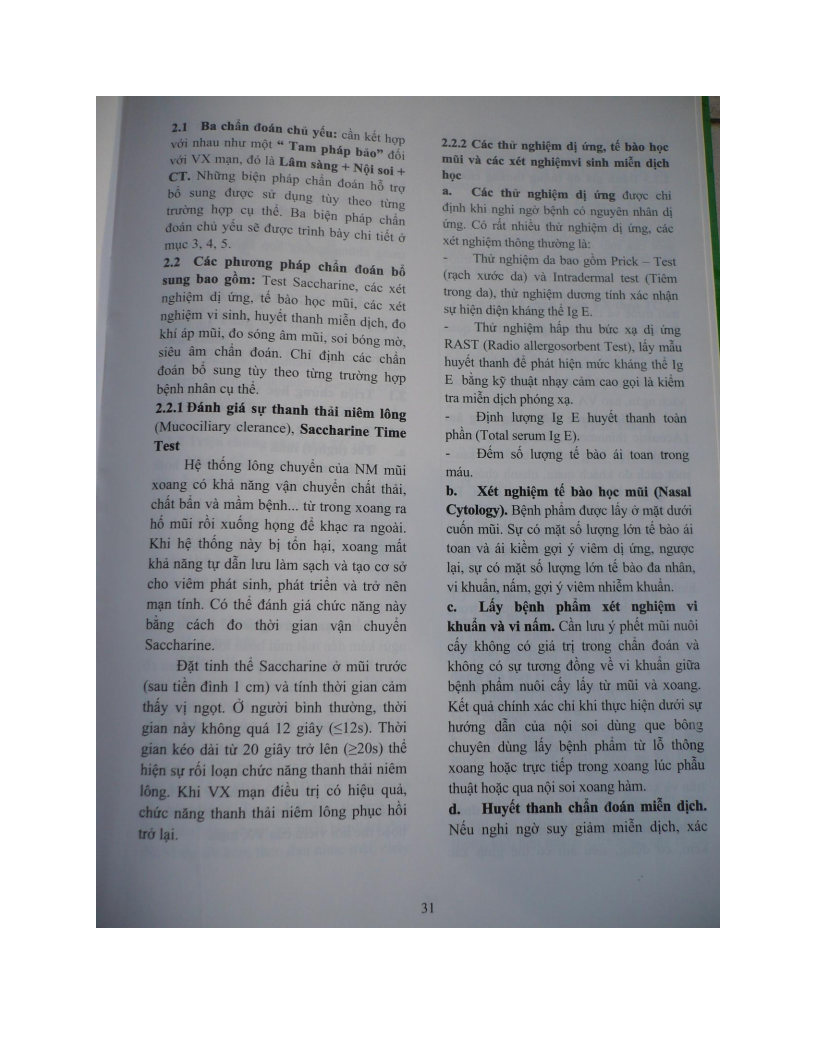 2.1 Ba chẩn đoán chủ yếu: cần kết hợp
với nhau như một “ Tam pháp bảo” đối
với VX mạn, đó là Lâm sàng + Nội soi +
CT. Những biện pháp chẩn đoán hỗ trợ
bổ sung được sử dụng tùy theo từng
trường hợp cụ thể. Ba biện pháp chẩn
đoán chủ yếu sẽ được trình bày chi tiết ở
mục 3, 4, 5.
2.2 Các phương pháp chẩn đoán bổ
sung bao gồm: Test Saccharine, các xét
nghiệm dị ứng, tế bào học mũi, các xét
nghiệm vi sinh, huyết thanh miễn dịch, đo
khí áp mũi, đo sóng âm mũi, soi bóng mờ,
siêu âm chẩn đoán. Chỉ định các chẩn
đoán bổ sung tùy theo từng trường hợp
bệnh nhân cụ thể.
2.2.1 Đánh giá sự thanh thải niêm lông
(Mucociliary clerance), Saccharine Time
Test
Hệ thống lông chuyển của NM mũi
xoang có khả năng vận chuyển chất thải,
chất bẩn và mầm bệnh... từ trong xoang ra
hố mũi rồi xuống họng để khạc ra ngoài.
Khi hệ thống này bị tổn hại, xoang mất
khả năng tự dẫn lưu làm sạch và tạo cơ sở
cho viêm phát sinh, phát triển và trở nên
mạn tính. Có thể đánh giá chức năng này
bằng cách đo thời gian vận chuyển
Saccharine.
Đặt tinh thể Saccharine ở mũi trước
(sau tiền đình 1 cm) và tính thời gian cảm
thấy vị ngọt. Ở người bình thường, thời
gian này không quá 12 giây (≤12s). Thời
gian kéo dài từ 20 giây trở lên (≥20s) thể
hiện sự rối loạn chức năng thanh thải niêm
lông. Khi VX mạn điều trị có hiệu quả,
chức năng thanh thải niêm lông phục hồi
trở lại.
2.2.2 Các thử nghiệm dị ứng, tế bào học
mũi và các xét nghiệmvi sinh miễn dịch
học
a. Các thử nghiệm dị ứng được chỉ
định khi nghi ngờ bệnh có nguyên nhân dị
ứng. Có rất nhiều thử nghiệm dị ứng, các
xét nghiệm thông thường là:
- Thử nghiệm da bao gồm Prick – Test
(rạch xước da) và Intradermal test (Tiêm
trong da), thử nghiệm dương tính xác nhận
sự hiện diện kháng thể Ig E.
- Thử nghiệm hấp thu bức xạ dị ứng
RAST (Radio allergosorbent Test), lấy mẫu
huyết thanh để phát hiện mức kháng thể Ig
E bằng kỹ thuật nhạy cảm cao gọi là kiểm
tra miễn dịch phóng xạ.
- Định lượng Ig E huyết thanh toàn
phần (Total serum Ig E).
- Đếm số lượng tế bào ái toan trong
máu.
b. Xét nghiệm tế bào học mũi (Nasal
Cytology). Bệnh phẩm được lấy ở mặt dưới
cuốn mũi. Sự có mặt số lượng lớn tế bào ái
toan và ái kiềm gợi ý viêm dị ứng, ngược
lại, sự có mặt số lượng lớn tế bào đa nhân,
vi khuẩn, nấm, gợi ý viêm nhiễm khuẩn.
c. Lấy bệnh phẩm xét nghiệm vi
khuẩn và vi nấm. Cần lưu ý phết mũi nuôi
cấy không có giá trị trong chẩn đoán và
không có sự tương đồng về vi khuẩn giữa
bệnh phẩm nuôi cấy lấy từ mũi và xoang.
Kết quả chính xác chỉ khi thực hiện dưới sự
hướng dẫn của nội soi dùng que bông
chuyên dùng lấy bệnh phẩm từ lỗ thông
xoang hoặc trực tiếp trong xoang lúc phẫu
thuật hoặc qua nội soi xoang hàm.
d. Huyết thanh chẩn đoán miễn dịch.
Nếu nghi ngờ suy giảm miễn dịch, xác
31